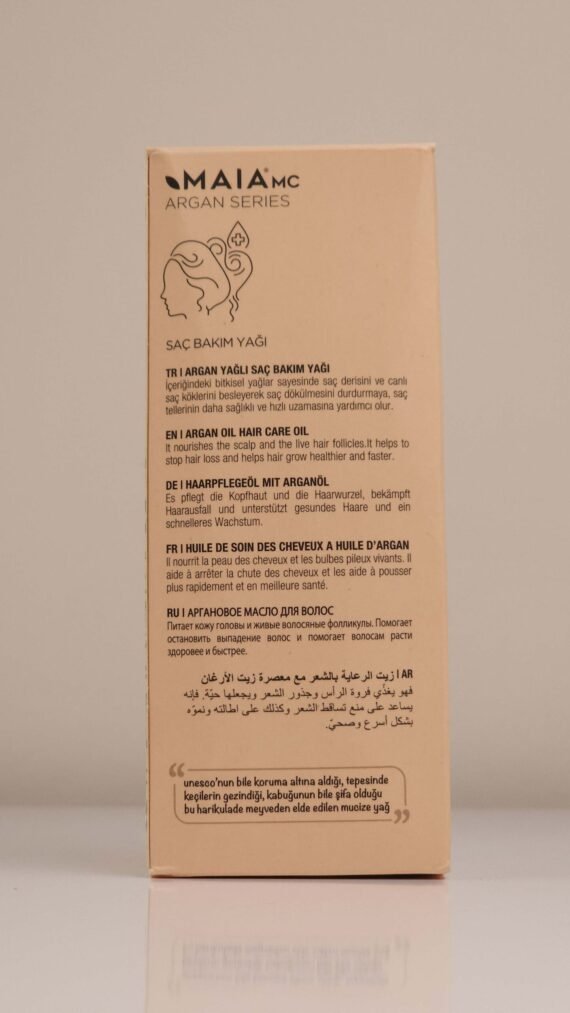 MAIA® MC
ARGAN SERIES
SAÇ BAKIM YAĞI
TR | ARGAN YAĞLI SAÇ BAKIM YAĞI
İçeriğindeki bitkisel yağlar sayesinde saç derisini ve canlı
saç köklerini besleyerek saç dökülmesini durdurmaya, saç
tellerinin daha sağlıklı ve hızlı uzamasına yardımcı olur.
EN | ARGAN OIL HAIR CARE OIL
It nourishes the scalp and the live hair follicles.It helps to
stop hair loss and helps hair grow healthier and faster.
DE | HAARPFLEGEÖL MIT ARGANÖL
Es pflegt die Kopfhaut und die Haarwurzel, bekämpft
Haarausfall und unterstützt gesundes Haare und ein
schnelleres Wachstum.
FR | HUILE DE SOIN DES CHEVEUX A HUILE D'ARGAN
Il nourrit la peau des cheveux et les bulbes pileux vivants. Il
aide à arrêter la chute des cheveux et les aide à pousser
plus rapidement et en meilleure santé.
RU | АРГАНОВОЕ МАСЛО ДЛЯ ВОЛОС
Питает кожу головы и живые волосяные фолликулы. Помогает
остановить выпадение волос и помогает волосам расти
здоровее и быстрее.
AR | زيت الرعاية بالشعر مع معصرة زيت الأرغان
فهو يغذّي فروة الرأس وجذور الشعر ويجعلها حيّة. فإنه
يساعد على منع تساقط الشعر وكذلك على اطالته ونموّه
بشكل أسرع وصحيّ.
“unesco'nun bile koruma altına aldığı, tepesinde
keçilerin gezindiği, kabuğunun bile şifa olduğu
bu harikulade meyveden elde edilen mucize yağ”